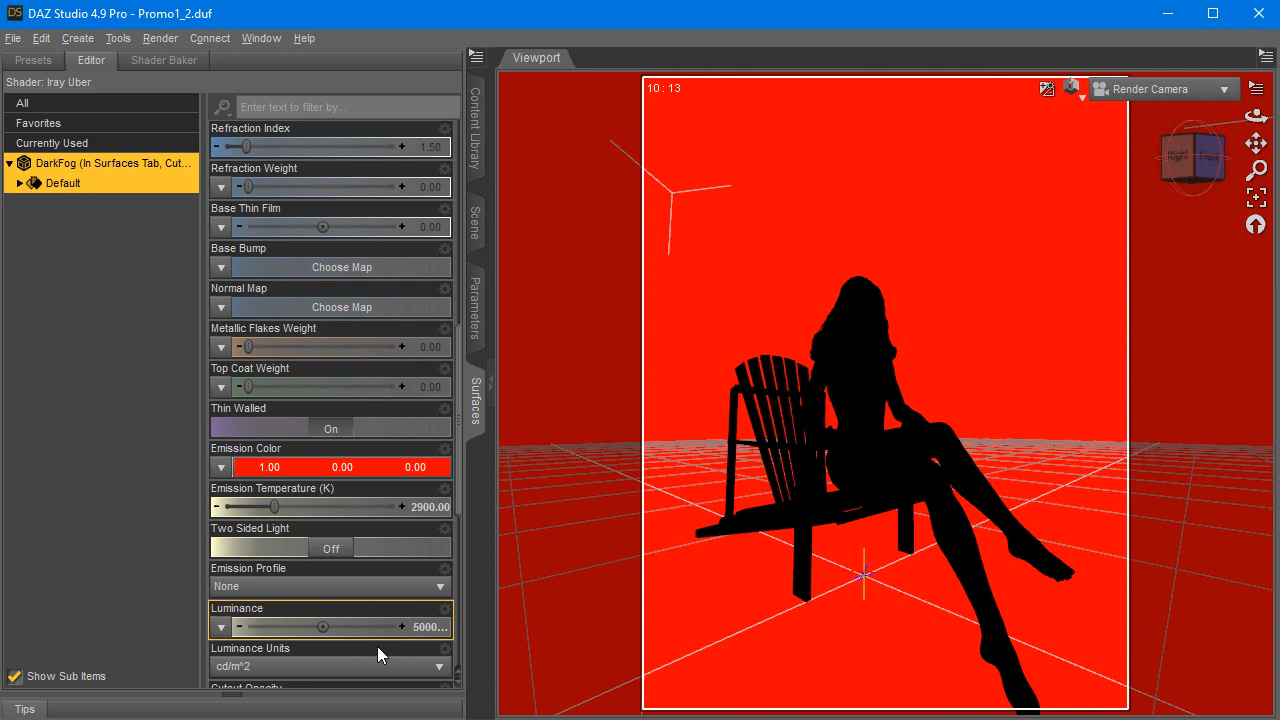 DS DAZ Studio 4.9 Pro - Promo1_2.duf
File Edit Create Tools Render Connect Window Help
Presets Editor Shader Baker
Shader: Iray Uber
All
Favorites
Currently Used
DarkFog (In Surfaces Tab, Cut...
Default
Show Sub Items
Tips
Enter text to filter by...
Refraction Index
- + 1.50
Refraction Weight
- + 0.00
Base Thin Film
- + 0.00
Base Bump
Choose Map
Normal Map
Choose Map
Metallic Flakes Weight
- + 0.00
Top Coat Weight
- + 0.00
Thin Walled
On
Emission Color
1.00 0.00 0.00
Emission Temperature (K)
- + 2900.00
Two Sided Light
Off
Emission Profile
None
Luminance
- + 5000...
Luminance Units
cd/m^2
Cutout Opacity
Content Library
Scene
Parameters
Surfaces
Viewport
10 : 13
Render Camera
Right Front